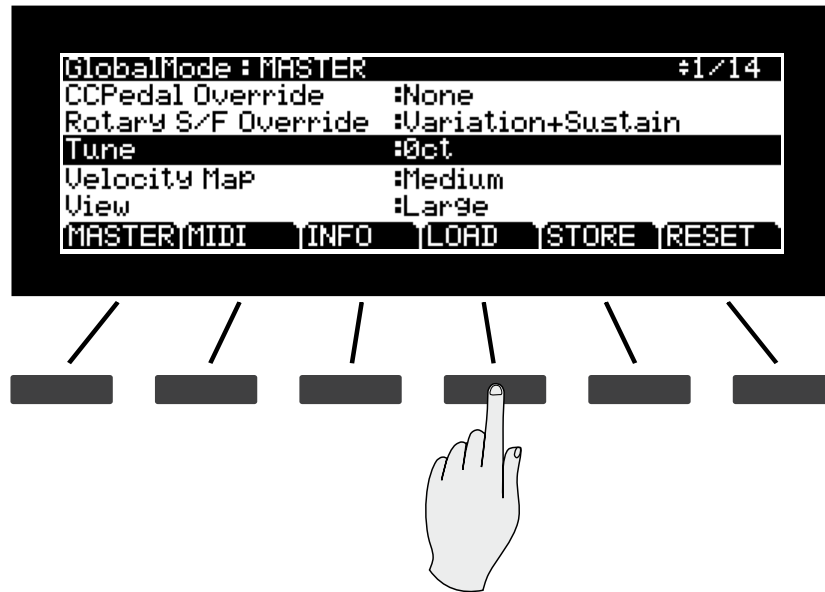 GlobalMode:MASTER ÷1/14
CCPedal Override :None
Rotary S/F Override :Variation+Sustain
Tune :0ct
Velocity Map :Medium
View :Large
MASTER MIDI INFO LOAD STORE RESET